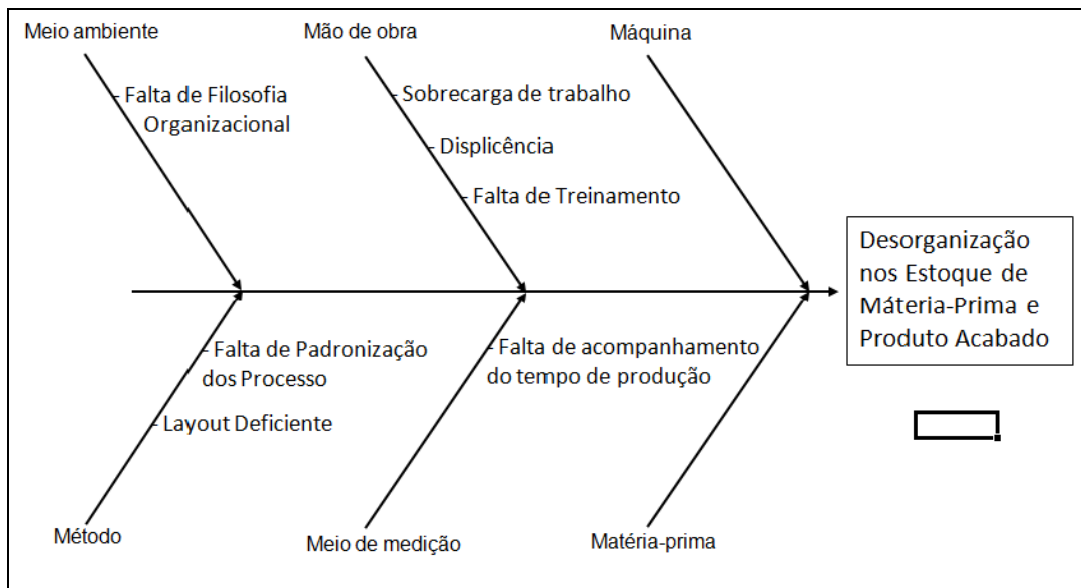 Meio ambiente
Mão de obra
Máquina
- Falta de Filosofia
Organizacional
- Sobrecarga de trabalho
- Displicência
- Falta de Treinamento
Desorganização
nos Estoque de
Máteria-Prima e
Produto Acabado
- Falta de Padronização
dos Processo
- Layout Deficiente
- Falta de acompanhamento
do tempo de produção
Método
Meio de medição
Matéria-prima